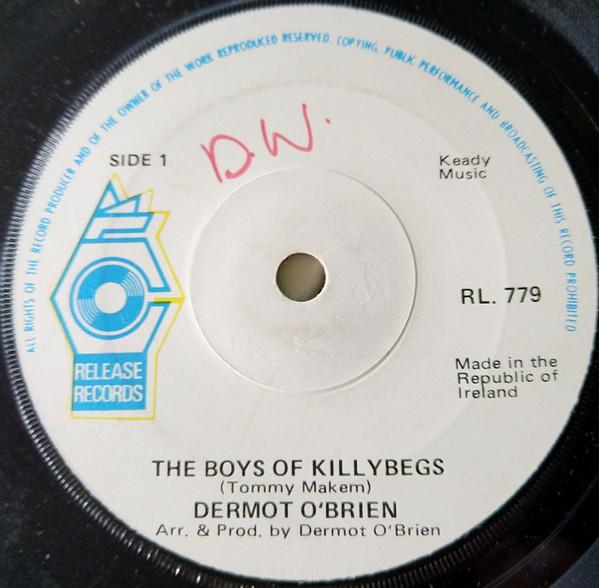 ALL RIGHTS OF THE RECORD PRODUCER AND OF THE OWNER OF THE WORK REPRODUCED RESERVED. COPYING, PUBLIC PERFORMANCE AND BROADCASTING OF THIS RECORD PROHIBITED
D.W.
SIDE 1
Keady
Music
RL. 779
RELEASE
RECORDS
Made in the
Republic of
Ireland
THE BOYS OF KILLYBEGS
(Tommy Makem)
DERMOT O'BRIEN
Arr. & Prod. by Dermot O'Brien